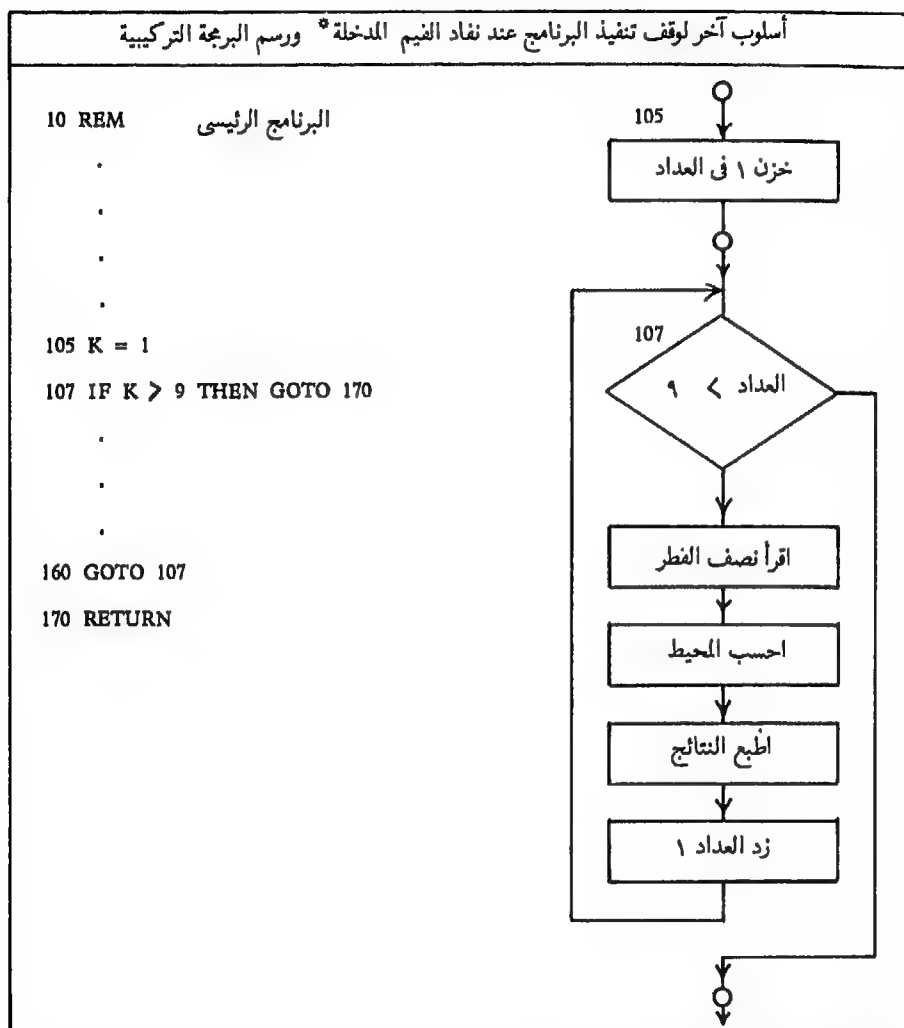 أسلوب آخر لوقف تنفيذ البرنامج عند نفاد القيم المدخلة * ورسم البرمجة التركيبية
10 REM البرنامج الرئيسى
.
.
.
.
105 K = 1
107 IF K > 9 THEN GOTO 170
.
.
.
160 GOTO 107
170 RETURN
105
خزن ١ فى العداد
107
العداد > ٩
اقرأ نصف القطر
احسب المحيط
اطبع النتائج
زد العداد ١